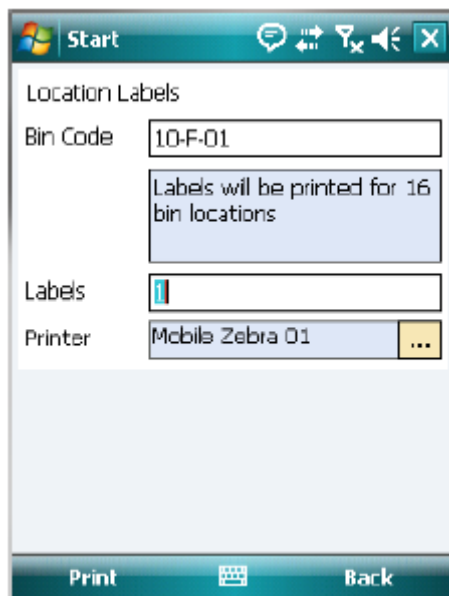 Start
Location Labels
Bin Code 10-F-01
Labels will be printed for 16
bin locations
Labels 1
Printer Mobile Zebra 01 ...
Print Back